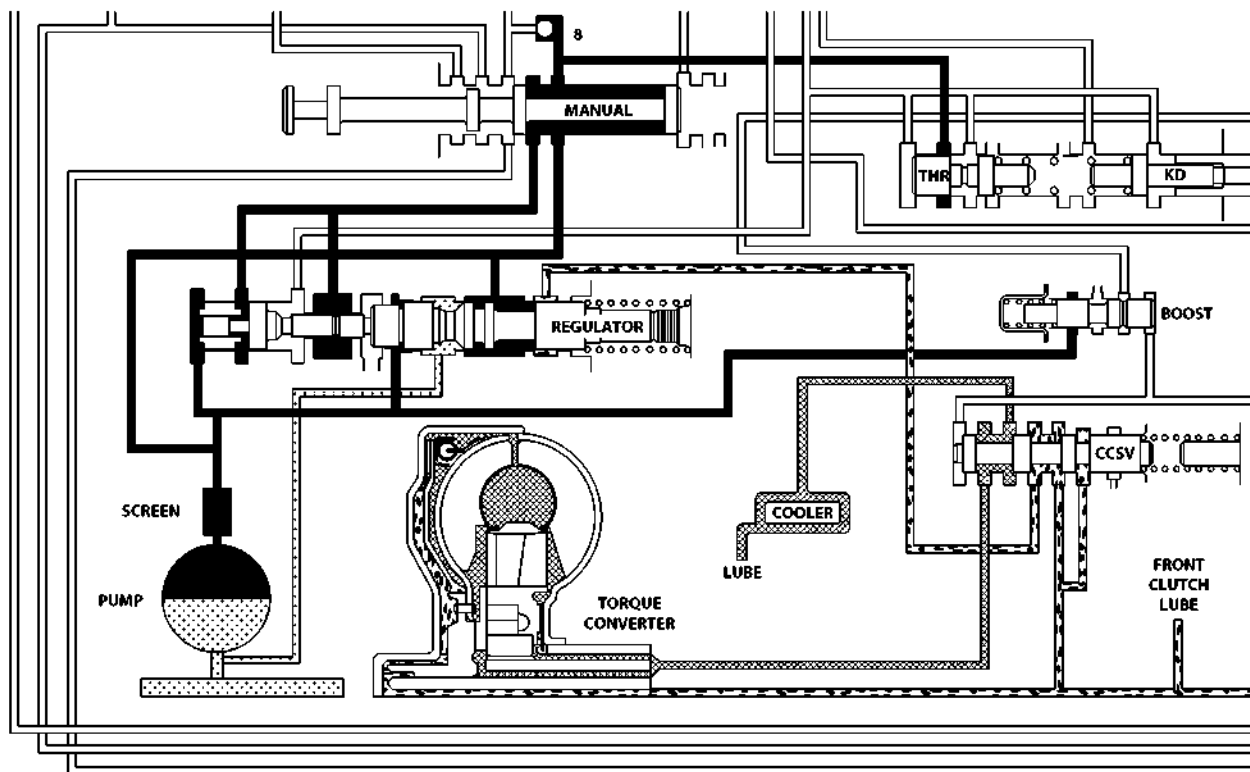 8
MANUAL
THR
KD
REGULATOR
BOOST
CCSV
SCREEN
COOLER
LUBE
PUMP
TORQUE
CONVERTER
FRONT
CLUTCH
LUBE